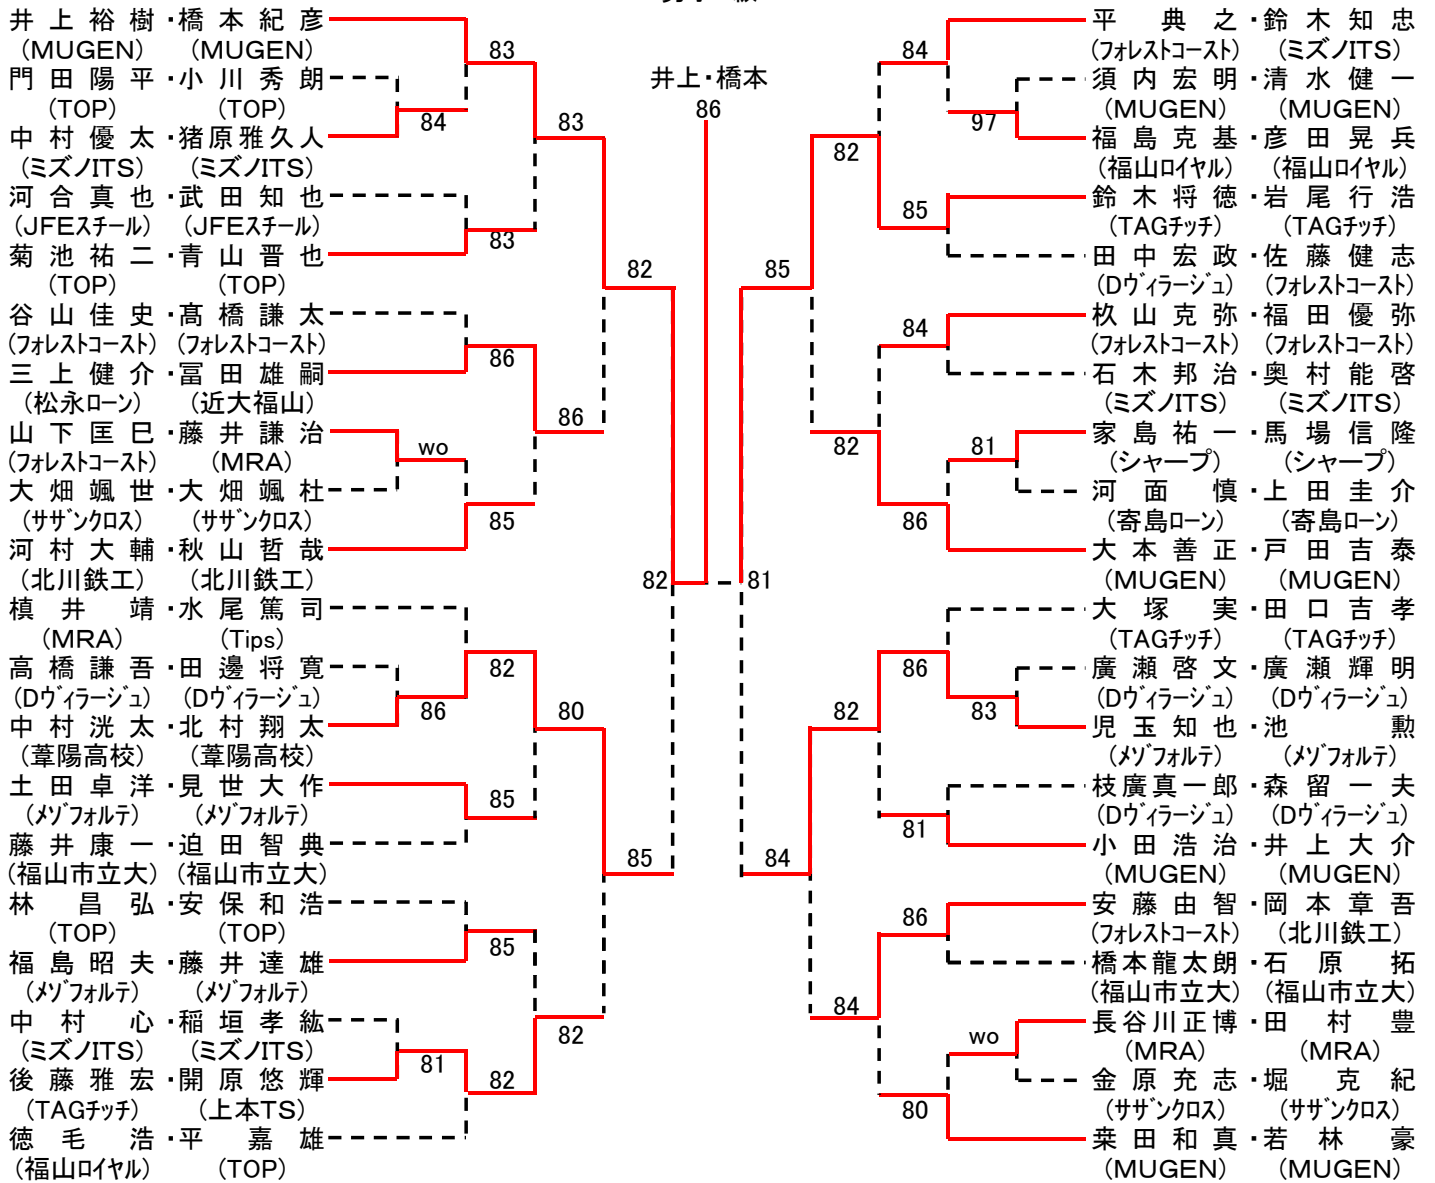 井上裕樹・橋本紀彦
(MUGEN) (MUGEN)
門田陽平・小川秀朗
(TOP) (TOP)
中村優太・猪原雅久人
(ミズノITS) (ミズノITS)
河合真也・武田知也
(JFEスチール) (JFEスチール)
菊池祐二・青山晋也
(TOP) (TOP)
谷山佳史・髙橋謙太
(フォレストコースト) (フォレストコースト)
三上健介・冨田雄嗣
(松永ローン) (近大福山)
山下匡巳・藤井謙治
(フォレストコースト) (MRA)
大畑颯世・大畑颯杜
(サザンクロス) (サザンクロス)
河村大輔・秋山哲哉
(北川鉄工) (北川鉄工)
槙井靖・水尾篤司
(MRA) (Tips)
高橋謙吾・田邊将寛
(Dヴィラージュ) (Dヴィラージュ)
中村洸太・北村翔太
(葦陽高校) (葦陽高校)
土田卓洋・見世大作
(メゾフォルテ) (メゾフォルテ)
藤井康一・迫田智典
(福山市立大) (福山市立大)
林昌弘・安保和浩
(TOP) (TOP)
福島昭夫・藤井達雄
(メゾフォルテ) (メゾフォルテ)
中村心・稲垣孝紘
(ミズノITS) (ミズノITS)
後藤雅宏・開原悠輝
(TAGチッチ) (上本TS)
徳毛浩・平嘉雄
(福山ロイヤル) (TOP)
84
wo
86
81
83
83
86
85
82
85
85
82
83
86
80
82
82
85
82
井上・橋本
86
81
85
84
82
82
82
84
84
85
84
86
86
81
86
80
97
81
83
wo
平典之・鈴木知忠
(フォレストコースト) (ミズノITS)
須内宏明・清水健一
(MUGEN) (MUGEN)
福島克基・彦田晃兵
(福山ロイヤル) (福山ロイヤル)
鈴木将徳・岩尾行浩
(TAGチッチ) (TAGチッチ)
田中宏政・佐藤健志
(Dヴィラージュ) (フォレストコースト)
杦山克弥・福田優弥
(フォレストコースト) (フォレストコースト)
石木邦治・奥村能啓
(ミズノITS) (ミズノITS)
家島祐一・馬場信隆
(シャープ) (シャープ)
河面慎・上田圭介
(寄島ローン) (寄島ローン)
大本善正・戸田吉泰
(MUGEN) (MUGEN)
大塚実・田口吉孝
(TAGチッチ) (TAGチッチ)
廣瀬啓文・廣瀬輝明
(Dヴィラージュ) (Dヴィラージュ)
児玉知也・池勲
(メゾフォルテ) (メゾフォルテ)
枝廣真一郎・森留一夫
(Dヴィラージュ) (Dヴィラージュ)
小田浩治・井上大介
(MUGEN) (MUGEN)
安藤由智・岡本章吾
(フォレストコースト) (北川鉄工)
橋本龍太朗・石原拓
(福山市立大) (福山市立大)
長谷川正博・田村豊
(MRA) (MRA)
金原充志・堀克紀
(サザンクロス) (サザンクロス)
桒田和真・若林豪
(MUGEN) (MUGEN)